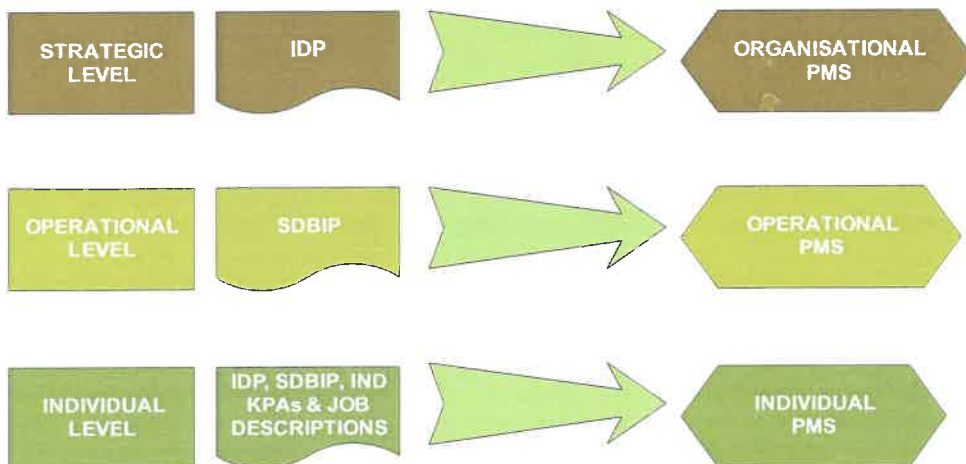 STRATEGIC
LEVEL
IDP
ORGANISATIONAL
PMS
OPERATIONAL
LEVEL
SDBIP
OPERATIONAL
PMS
INDIVIDUAL
LEVEL
IDP, SDBIP, IND
KPAs & JOB
DESCRIPTIONS
INDIVIDUAL
PMS